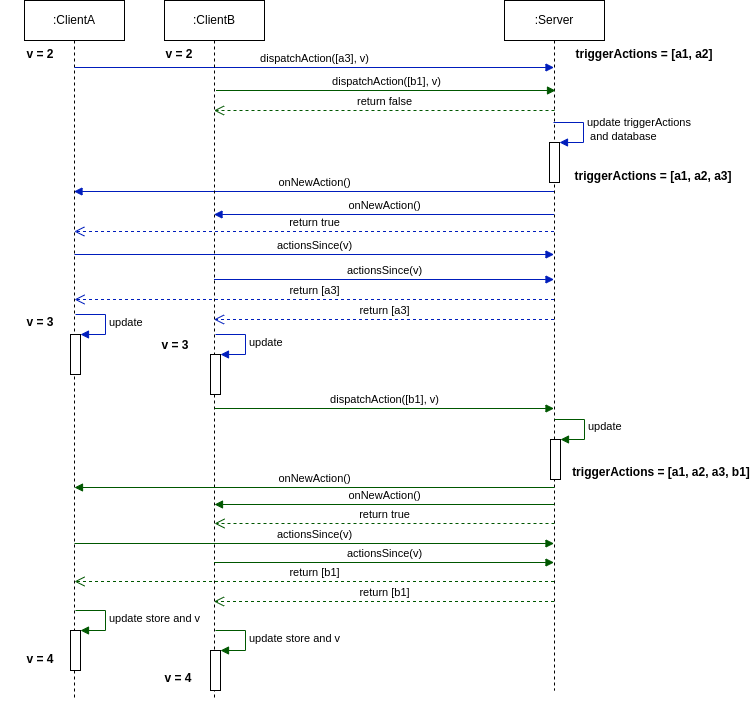 :ClientA
:ClientB
:Server
v = 2
v = 2
triggerActions = [a1, a2]
dispatchAction([a3], v)
dispatchAction([b1], v)
return false
update triggerActions
and database
triggerActions = [a1, a2, a3]
onNewAction()
onNewAction()
return true
actionsSince(v)
actionsSince(v)
return [a3]
return [a3]
v = 3
update
v = 3
update
dispatchAction([b1], v)
update
triggerActions = [a1, a2, a3, b1]
onNewAction()
onNewAction()
return true
actionsSince(v)
actionsSince(v)
return [b1]
return [b1]
update store and v
update store and v
v = 4
v = 4